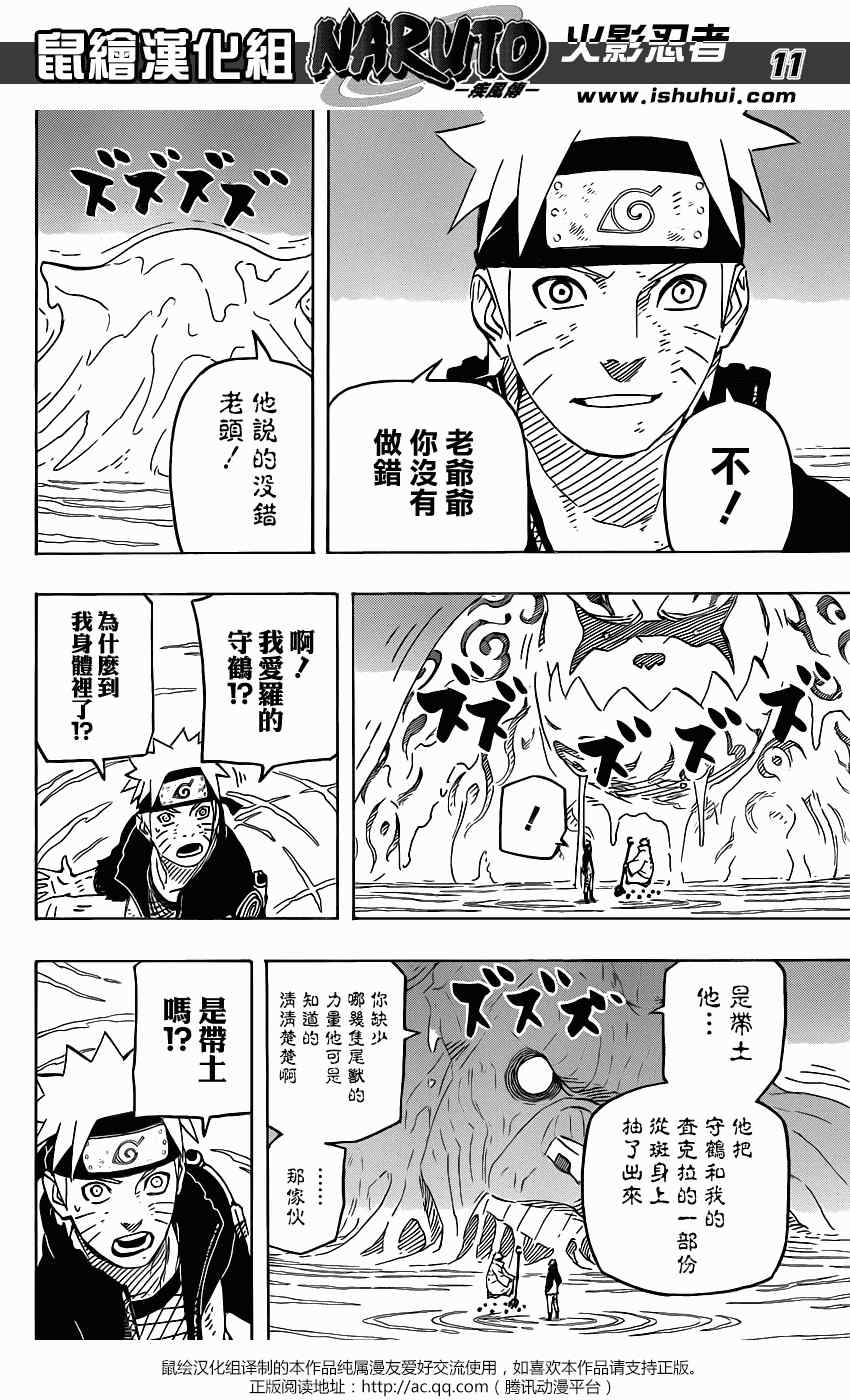 鼠繪漢化組
NARUTO
-疾風傳-
火影忍者
11
www.ishuhui.com
不！
老爺爺
你沒有
做錯
ズズズズ
他說的没錯
老頭！
ズズズ
ズズズ
！
啊！
我愛羅的
守鶴!?
為什麼到
我身體裡了!?
是帶土
他…
他把
守鶴和我的
查克拉的一部份
從斑身上
抽了出來
ズズズ
你缺少
哪幾隻尾獸的
力量他可是
知道的
清清楚楚啊
……
那傢伙
是帶土
嗎!?
鼠绘汉化组译制的本作品纯属漫友爱好交流使用，如喜欢本作品请支持正版。
正版阅读地址：http://ac.qq.com（腾讯动漫平台）